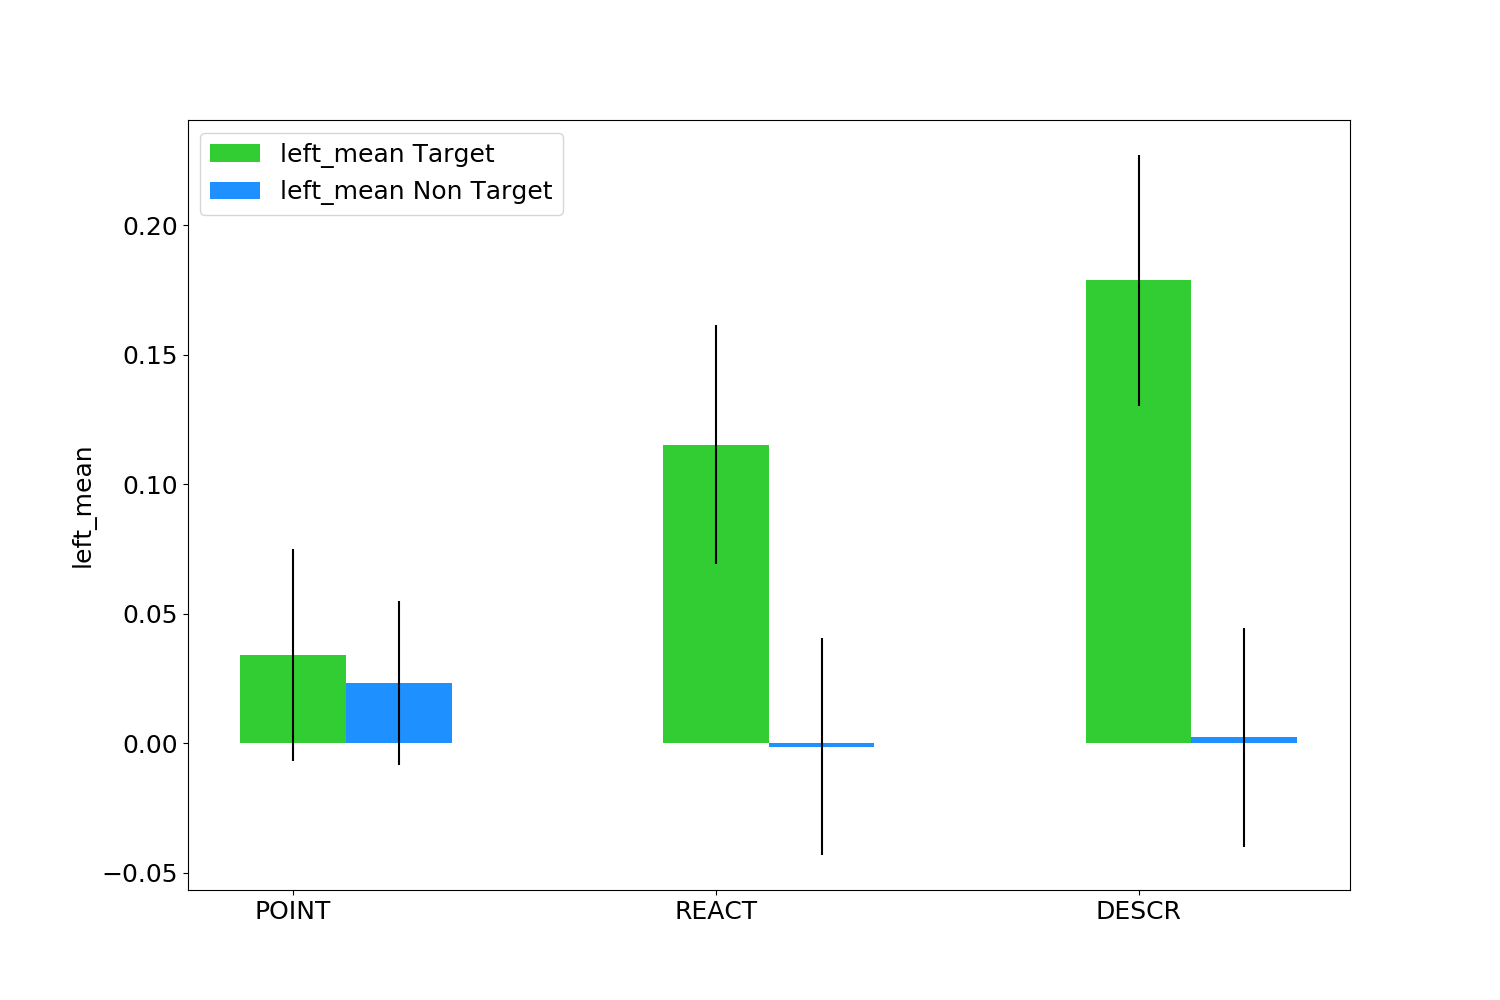 left_mean Target
left_mean Non Target
0.20
0.15
0.10
0.05
0.00
−0.05
left_mean
POINT
REACT
DESCR